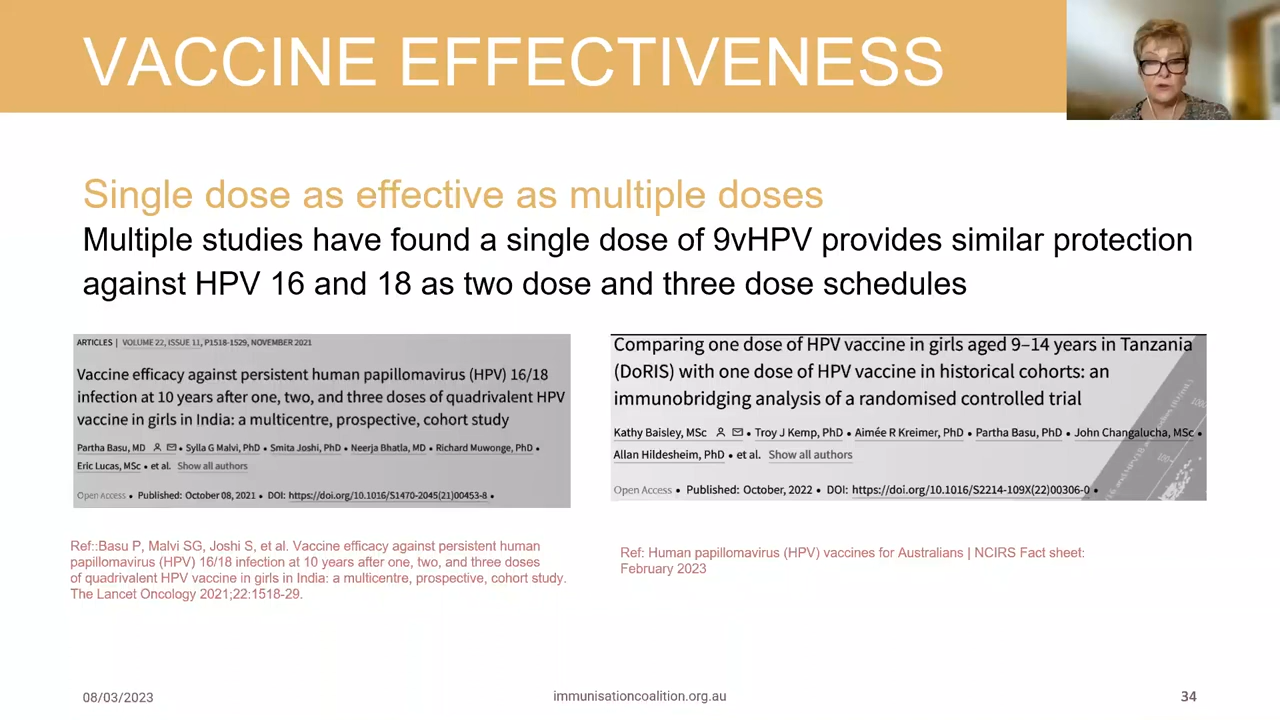 VACCINE EFFECTIVENESS
Single dose as effective as multiple doses
Multiple studies have found a single dose of 9vHPV provides similar protection
against HPV 16 and 18 as two dose and three dose schedules
ARTICLES | VOLUME 22, ISSUE 11, P1518-1529, NOVEMBER 2021
Vaccine efficacy against persistent human papillomavirus (HPV) 16/18
infection at 10 years after one, two, and three doses of quadrivalent HPV
vaccine in girls in India: a multicentre, prospective, cohort study
Partha Basu, MD • Sylla G Malvi, PhD • Smita Joshi, PhD • Neerja Bhatla, MD • Richard Muwonge, PhD •
Eric Lucas, MSc • et al. Show all authors
Open Access • Published: October 08, 2021 • DOI: https://doi.org/10.1016/S1470-2045(21)00453-8 •
Comparing one dose of HPV vaccine in girls aged 9–14 years in Tanzania
(DoRIS) with one dose of HPV vaccine in historical cohorts: an
immunobridging analysis of a randomised controlled trial
Kathy Baisley, MSc • Troy J Kemp, PhD • Aimée R Kreimer, PhD • Partha Basu, PhD • John Changalucha, MSc •
Allan Hildesheim, PhD • et al. Show all authors
Open Access • Published: October, 2022 • DOI: https://doi.org/10.1016/S2214-109X(22)00306-0 •
Ref::Basu P, Malvi SG, Joshi S, et al. Vaccine efficacy against persistent human
papillomavirus (HPV) 16/18 infection at 10 years after one, two, and three doses
of quadrivalent HPV vaccine in girls in India: a multicentre, prospective, cohort study.
The Lancet Oncology 2021;22:1518-29.
Ref: Human papillomavirus (HPV) vaccines for Australians | NCIRS Fact sheet:
February 2023
08/03/2023
immunisationcoalition.org.au
34